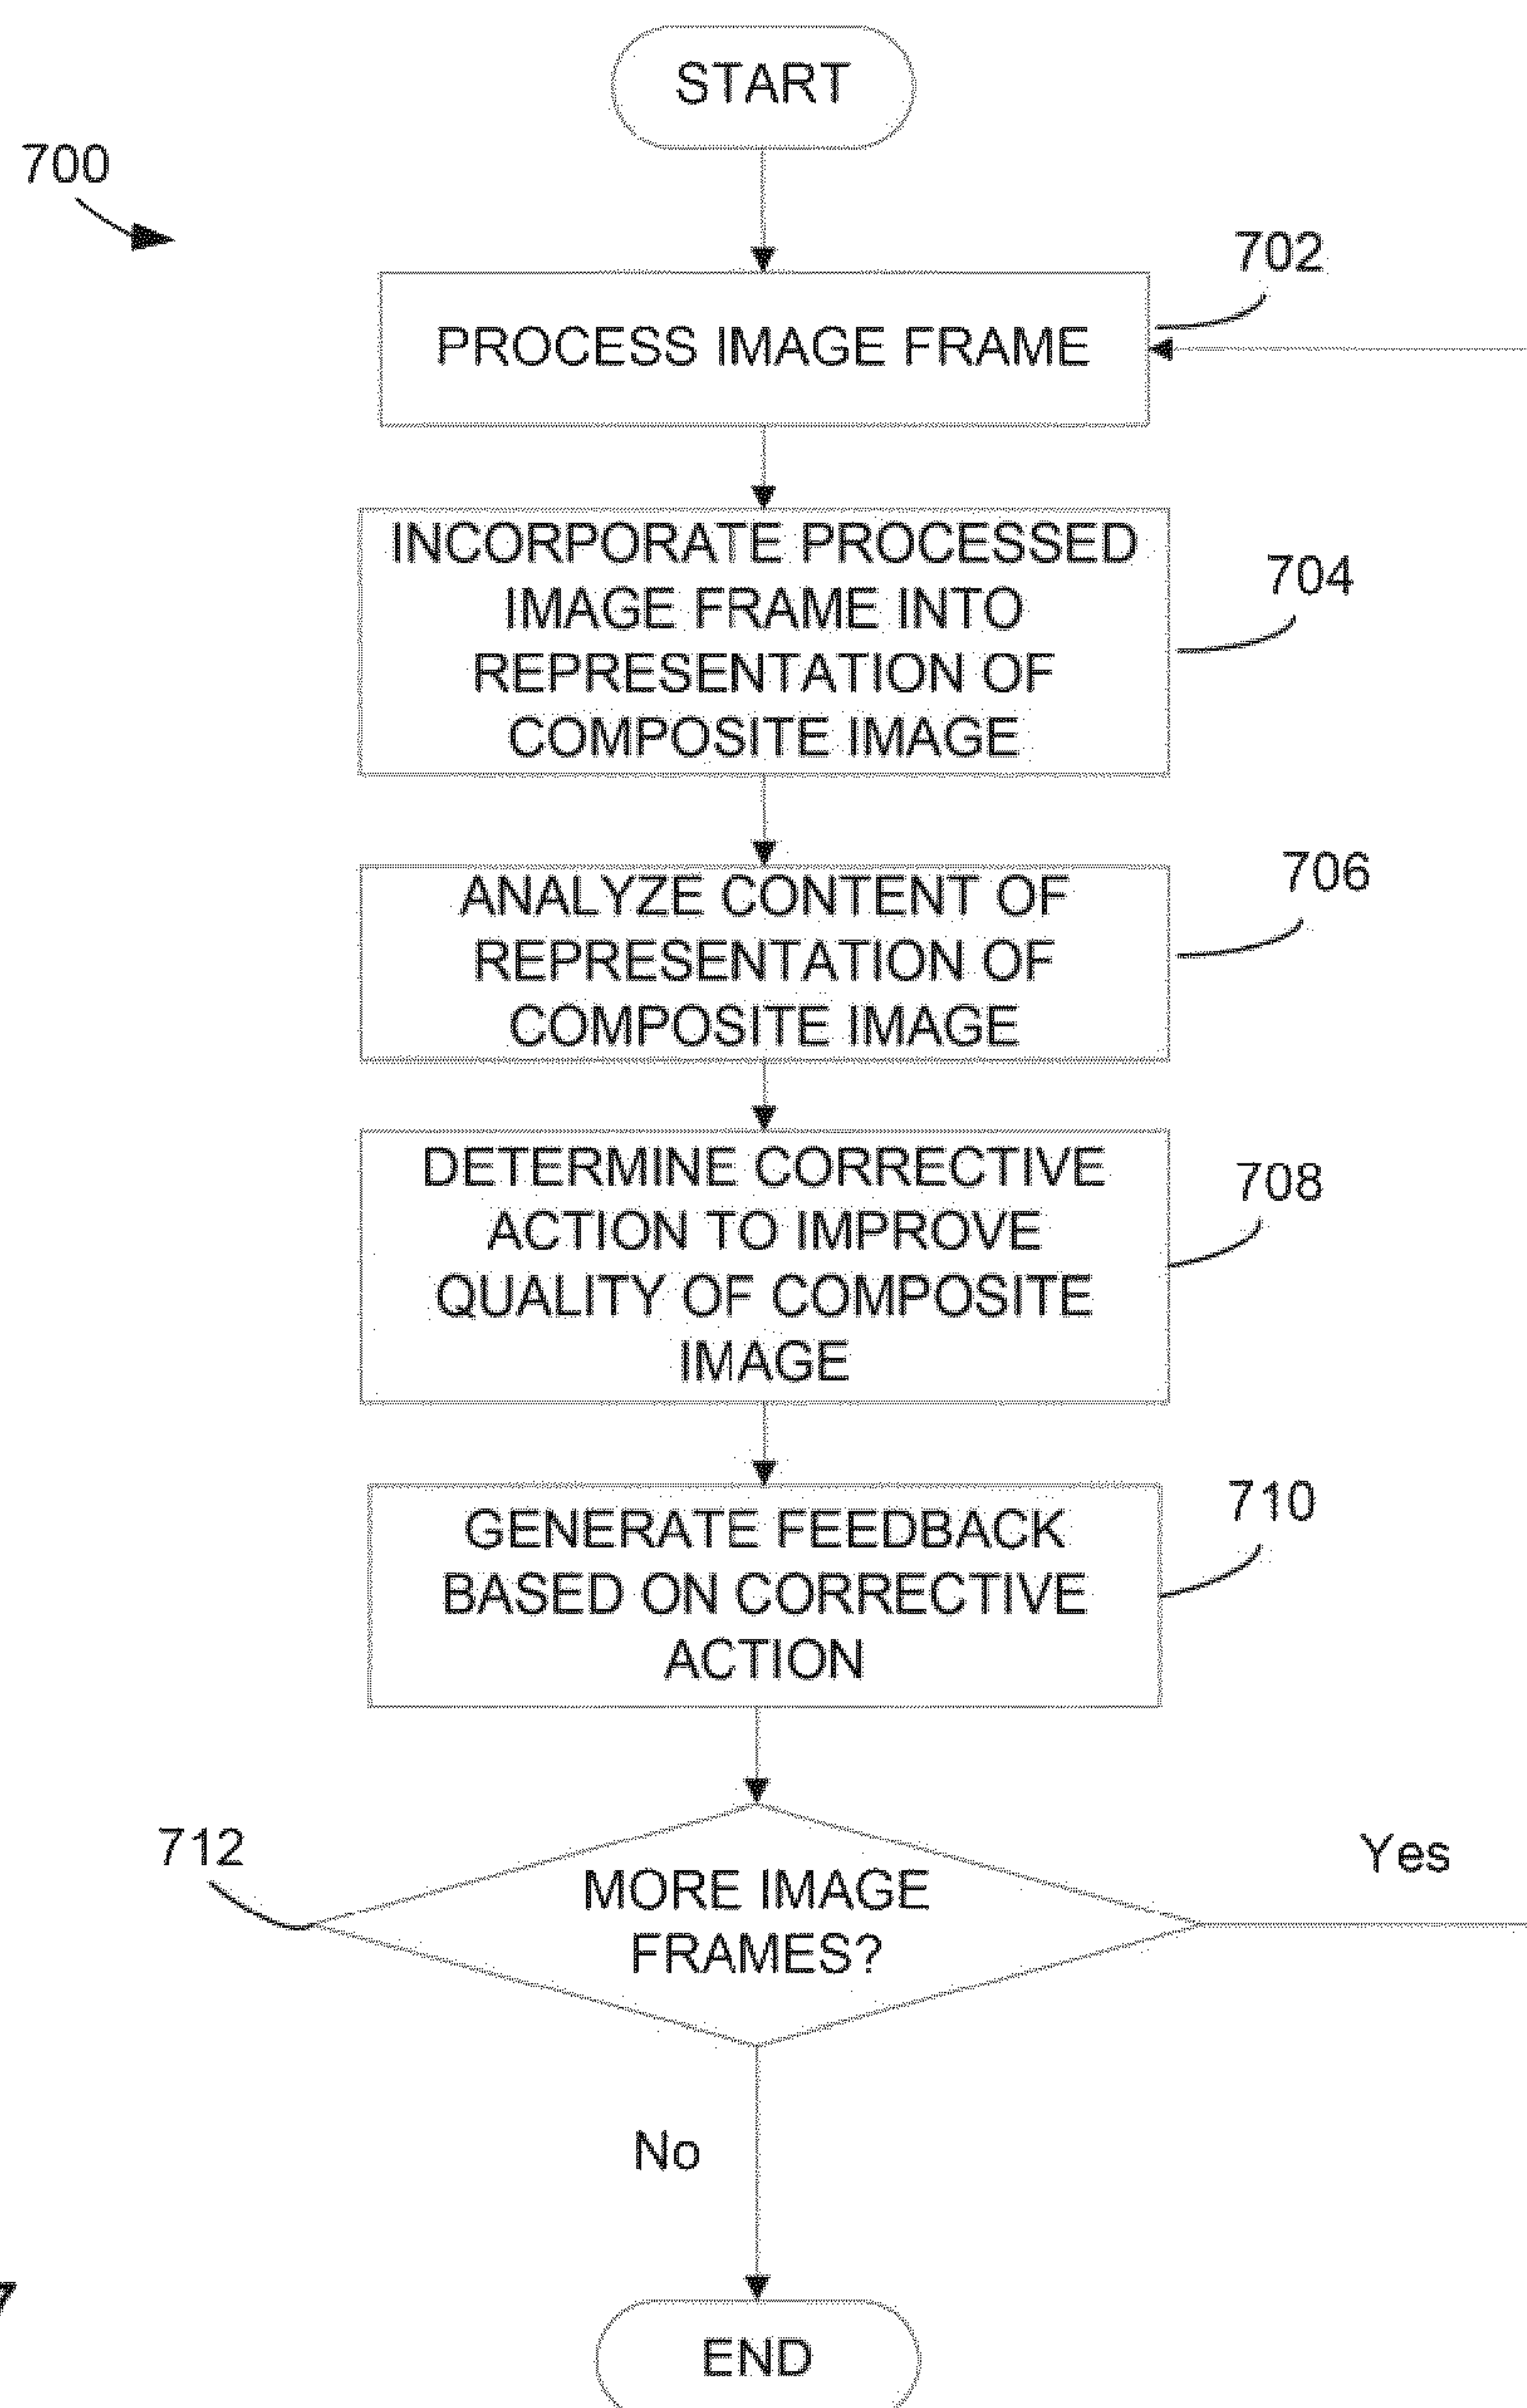 START
700
702
PROCESS IMAGE FRAME
INCORPORATE PROCESSED
IMAGE FRAME INTO
REPRESENTATION OF
COMPOSITE IMAGE
704
ANALYZE CONTENT OF
REPRESENTATION OF
COMPOSITE IMAGE
706
DETERMINE CORRECTIVE
ACTION TO IMPROVE
QUALITY OF COMPOSITE
IMAGE
708
GENERATE FEEDBACK
BASED ON CORRECTIVE
ACTION
710
712
MORE IMAGE
FRAMES?
Yes
No
7
END